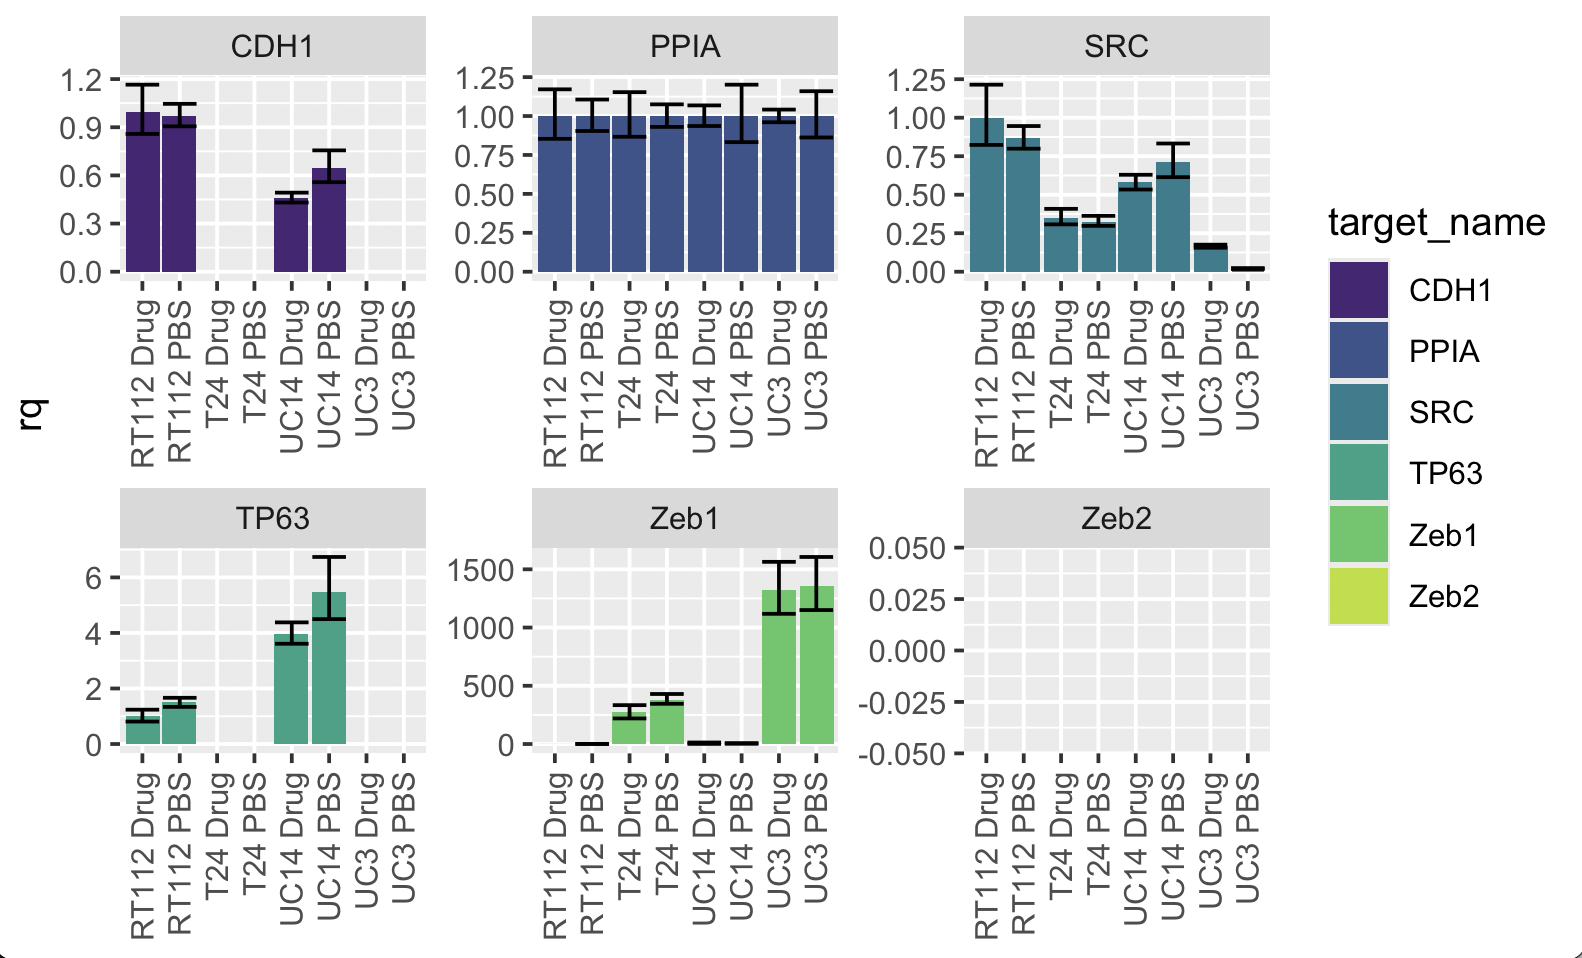 CDH1
PPIA
SRC
1.2
0.9
0.6
0.3
0.0
1.25
1.00
0.75
0.50
0.25
0.00
1.25
1.00
0.75
0.50
0.25
0.00
RT112 Drug
RT112 PBS
T24 Drug
T24 PBS
UC14 Drug
UC14 PBS
UC3 Drug
UC3 PBS
RT112 Drug
RT112 PBS
T24 Drug
T24 PBS
UC14 Drug
UC14 PBS
UC3 Drug
UC3 PBS
RT112 Drug
RT112 PBS
T24 Drug
T24 PBS
UC14 Drug
UC14 PBS
UC3 Drug
UC3 PBS
rq
TP63
Zeb1
Zeb2
6
4
2
0
1500
1000
500
0
0.050
0.025
0.000
-0.025
-0.050
RT112 Drug
RT112 PBS
T24 Drug
T24 PBS
UC14 Drug
UC14 PBS
UC3 Drug
UC3 PBS
RT112 Drug
RT112 PBS
T24 Drug
T24 PBS
UC14 Drug
UC14 PBS
UC3 Drug
UC3 PBS
RT112 Drug
RT112 PBS
T24 Drug
T24 PBS
UC14 Drug
UC14 PBS
UC3 Drug
UC3 PBS
target_name
CDH1
PPIA
SRC
TP63
Zeb1
Zeb2